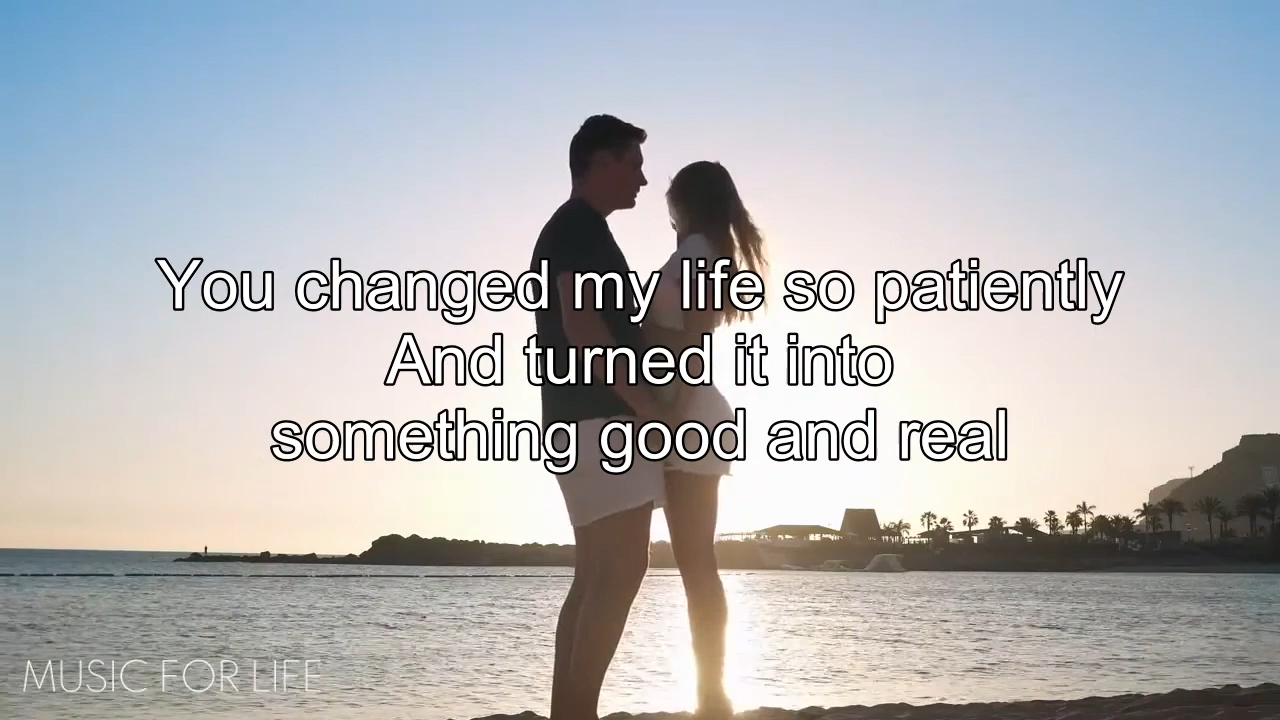 You changed my life so patiently
And turned it into
something good and real
MUSIC FOR LIFE